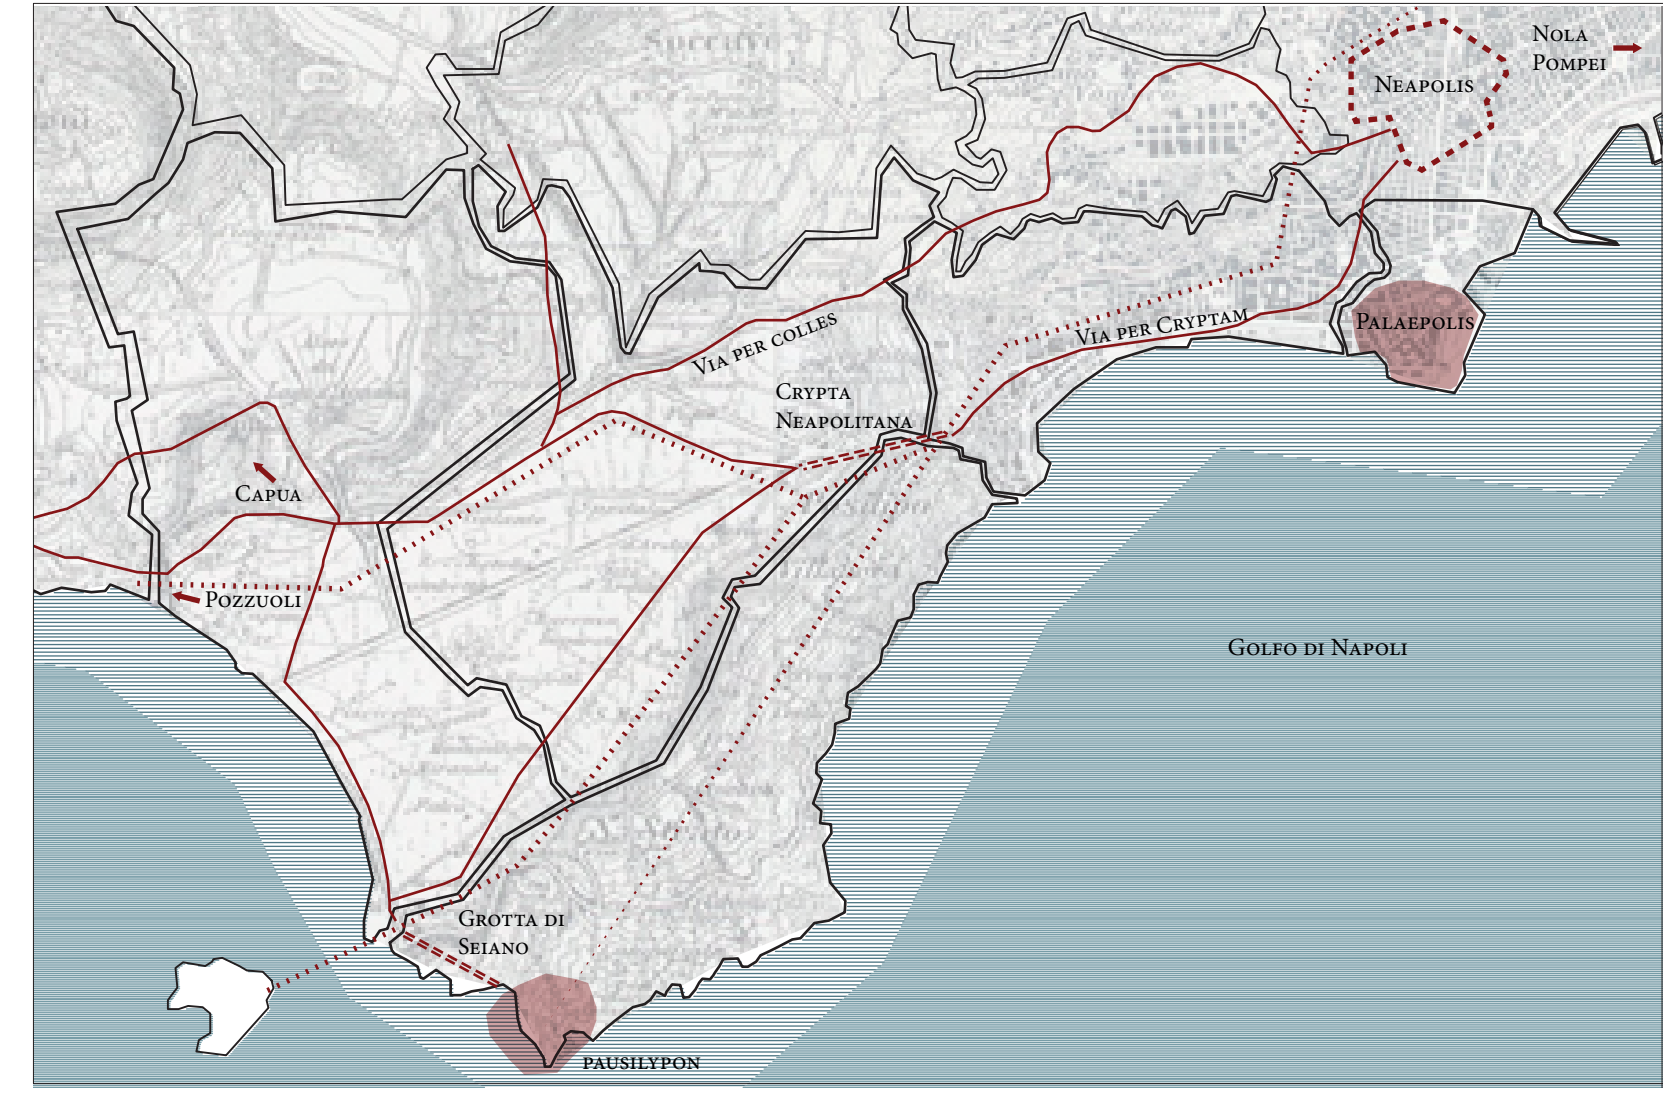 Nola
Pompei
Neapolis
Palaepolis
Via per Cryptam
Via per colles
Crypta
Neapolitana
Capua
Pozzuoli
Golfo di Napoli
Grotta di
Seiano
pausilypon